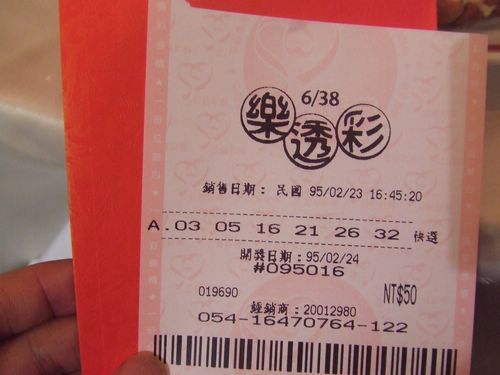 6/38
樂透彩
銷售日期: 民國 95/02/23 16:45:20
A.03 05 16 21 26 32 快選
開獎日期:95/02/24
#095016
019690 NT$50
經銷商:20012980
054-16470764-122